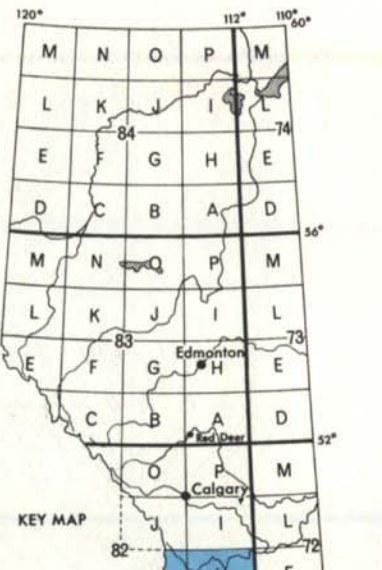 120° 112° 110°
60°
M N O P M
L K J I L
84 74
E F G H E
D C B A D
56°
M N O P M
L K J I L
83 73
Edmonton
E F G H E
C B A D
Red Deer
52°
O P M
Calgary
KEY MAP J I L
82 72